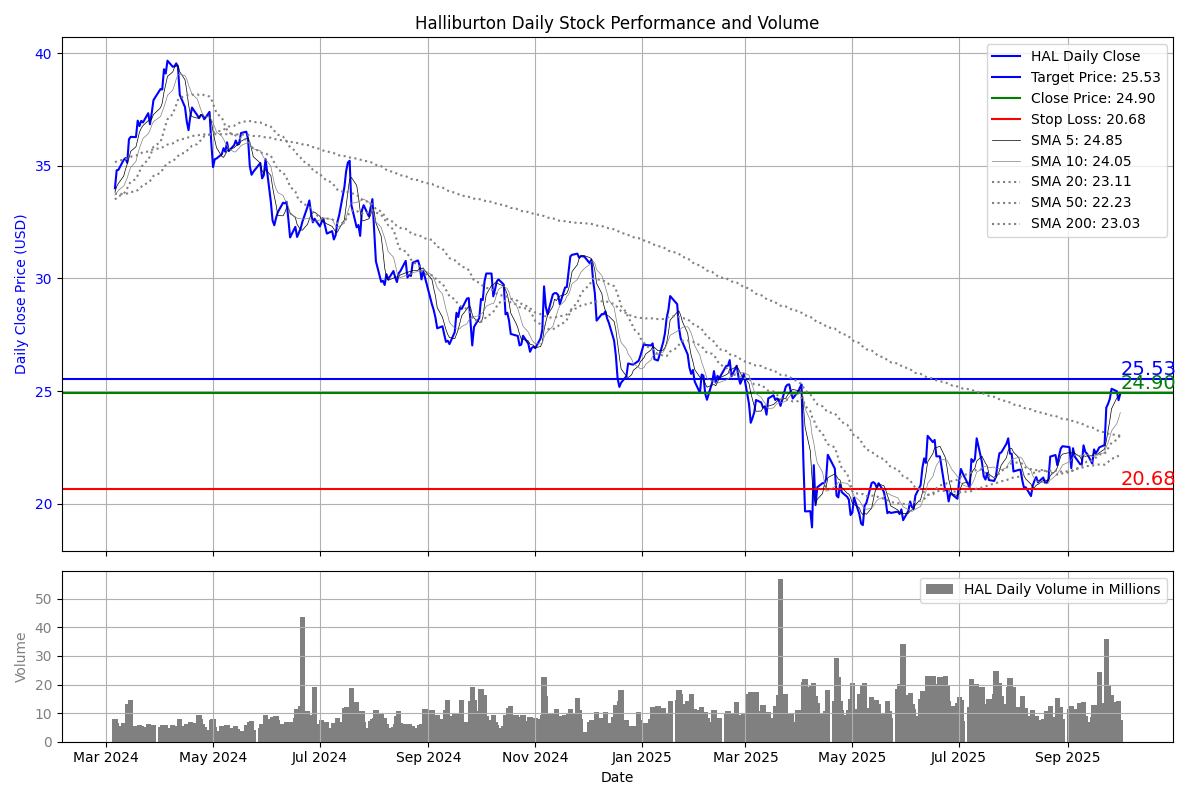 Halliburton Daily Stock Performance and Volume
Daily Close Price (USD)
40
35
30
25
20
HAL Daily Close
Target Price: 25.53
Close Price: 24.90
Stop Loss: 20.68
SMA 5: 24.85
SMA 10: 24.05
SMA 20: 23.11
SMA 50: 22.23
SMA 200: 23.03
25.53
24.90
20.68
Volume
50
40
30
20
10
0
HAL Daily Volume in Millions
Mar 2024 May 2024 Jul 2024 Sep 2024 Nov 2024 Jan 2025 Mar 2025 May 2025 Jul 2025 Sep 2025
Date